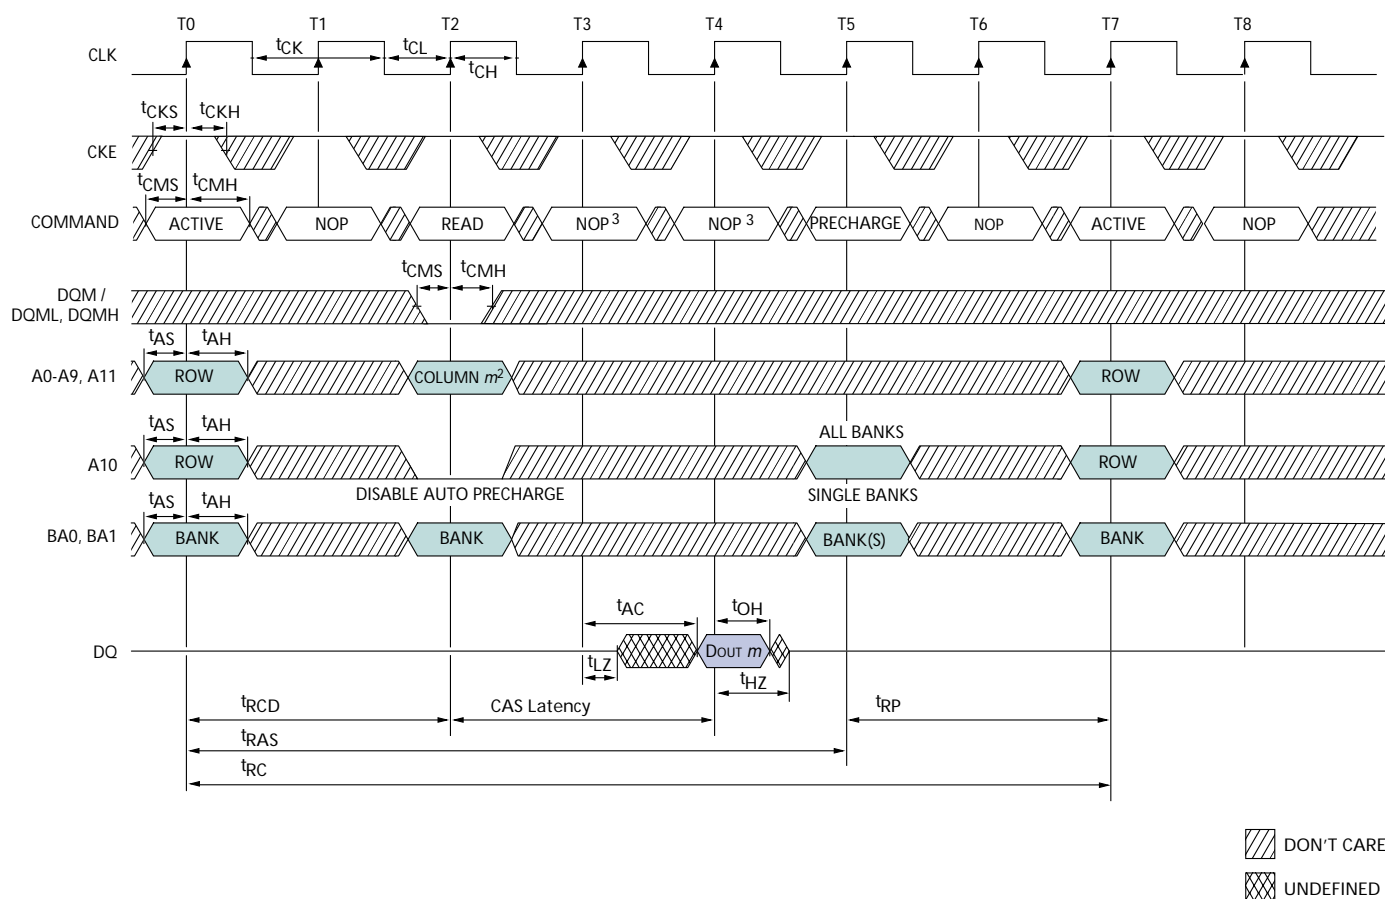 T0 T1 T2 T3 T4 T5 T6 T7 T8
CLK
tCK tCL
tCH
tCKS tCKH
CKE
tCMS tCMH
COMMAND ACTIVE NOP READ NOP 3 NOP 3 PRECHARGE NOP ACTIVE NOP
tCMS tCMH
DQM /
DQML, DQMH
tAS tAH
A0-A9, A11 ROW COLUMN m2 ROW
tAS tAH ALL BANKS
A10 ROW ROW
DISABLE AUTO PRECHARGE SINGLE BANKS
tAS tAH
BA0, BA1 BANK BANK BANK(S) BANK
tAC tOH
DQ DOUT m
tLZ
tHZ
tRCD CAS Latency tRP
tRAS
tRC
DON'T CARE
UNDEFINED